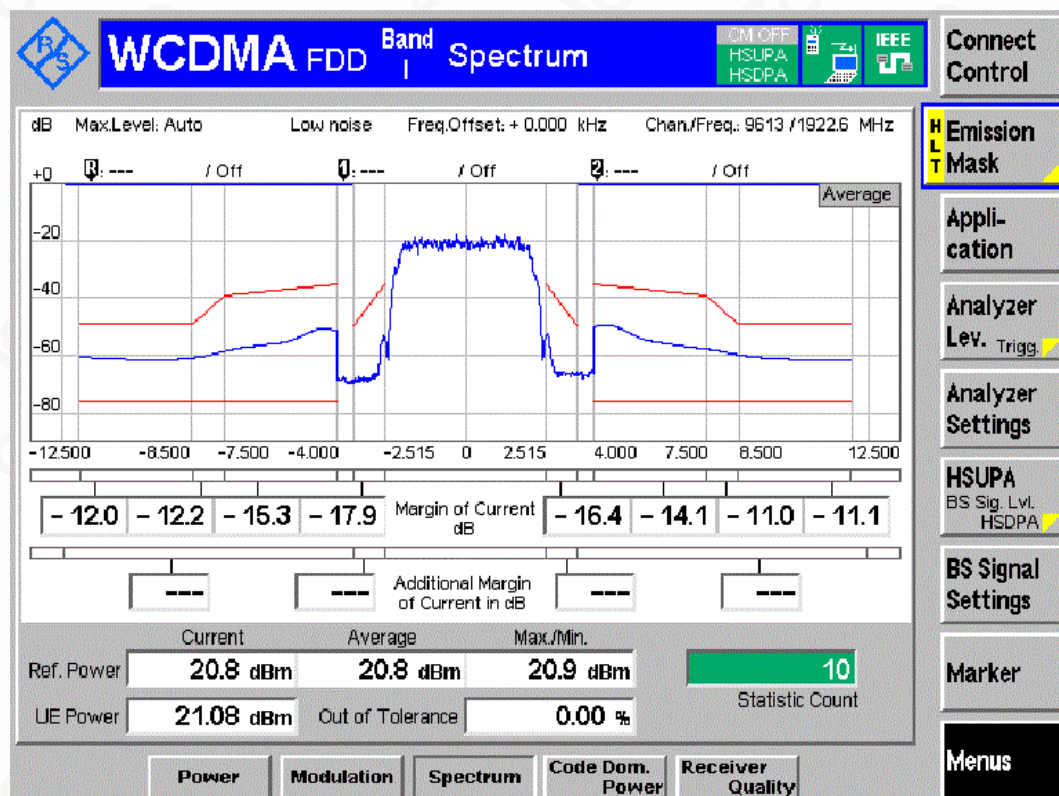 R&S
WCDMA FDD Band I Spectrum
CM OFF
HSUPA
HSDPA
IEEE
Connect Control
dB Max.Level: Auto Low noise Freq.Offset: + 0.000 kHz Chan./Freq.: 9613 / 1922.6 MHz
R: --- / Off 1: --- / Off 2: --- / Off
Average
+0
-20
-40
-60
-80
-12.500 -8.500 -7.500 -4.000 -2.515 0 2.515 4.000 7.500 8.500 12.500
- 12.0 - 12.2 - 15.3 - 17.9 Margin of Current dB - 16.4 - 14.1 - 11.0 - 11.1
--- --- Additional Margin of Current in dB --- ---
Current Average Max./Min.
Ref. Power 20.8 dBm 20.8 dBm 20.9 dBm 10
Statistic Count
UE Power 21.08 dBm Out of Tolerance 0.00 %
Power Modulation Spectrum Code Dom. Power Receiver Quality
HLT
Emission Mask
Appli-
cation
Analyzer
Lev. Trigg.
Analyzer
Settings
HSUPA
BS Sig. Lvl.
HSDPA
BS Signal
Settings
Marker
Menus